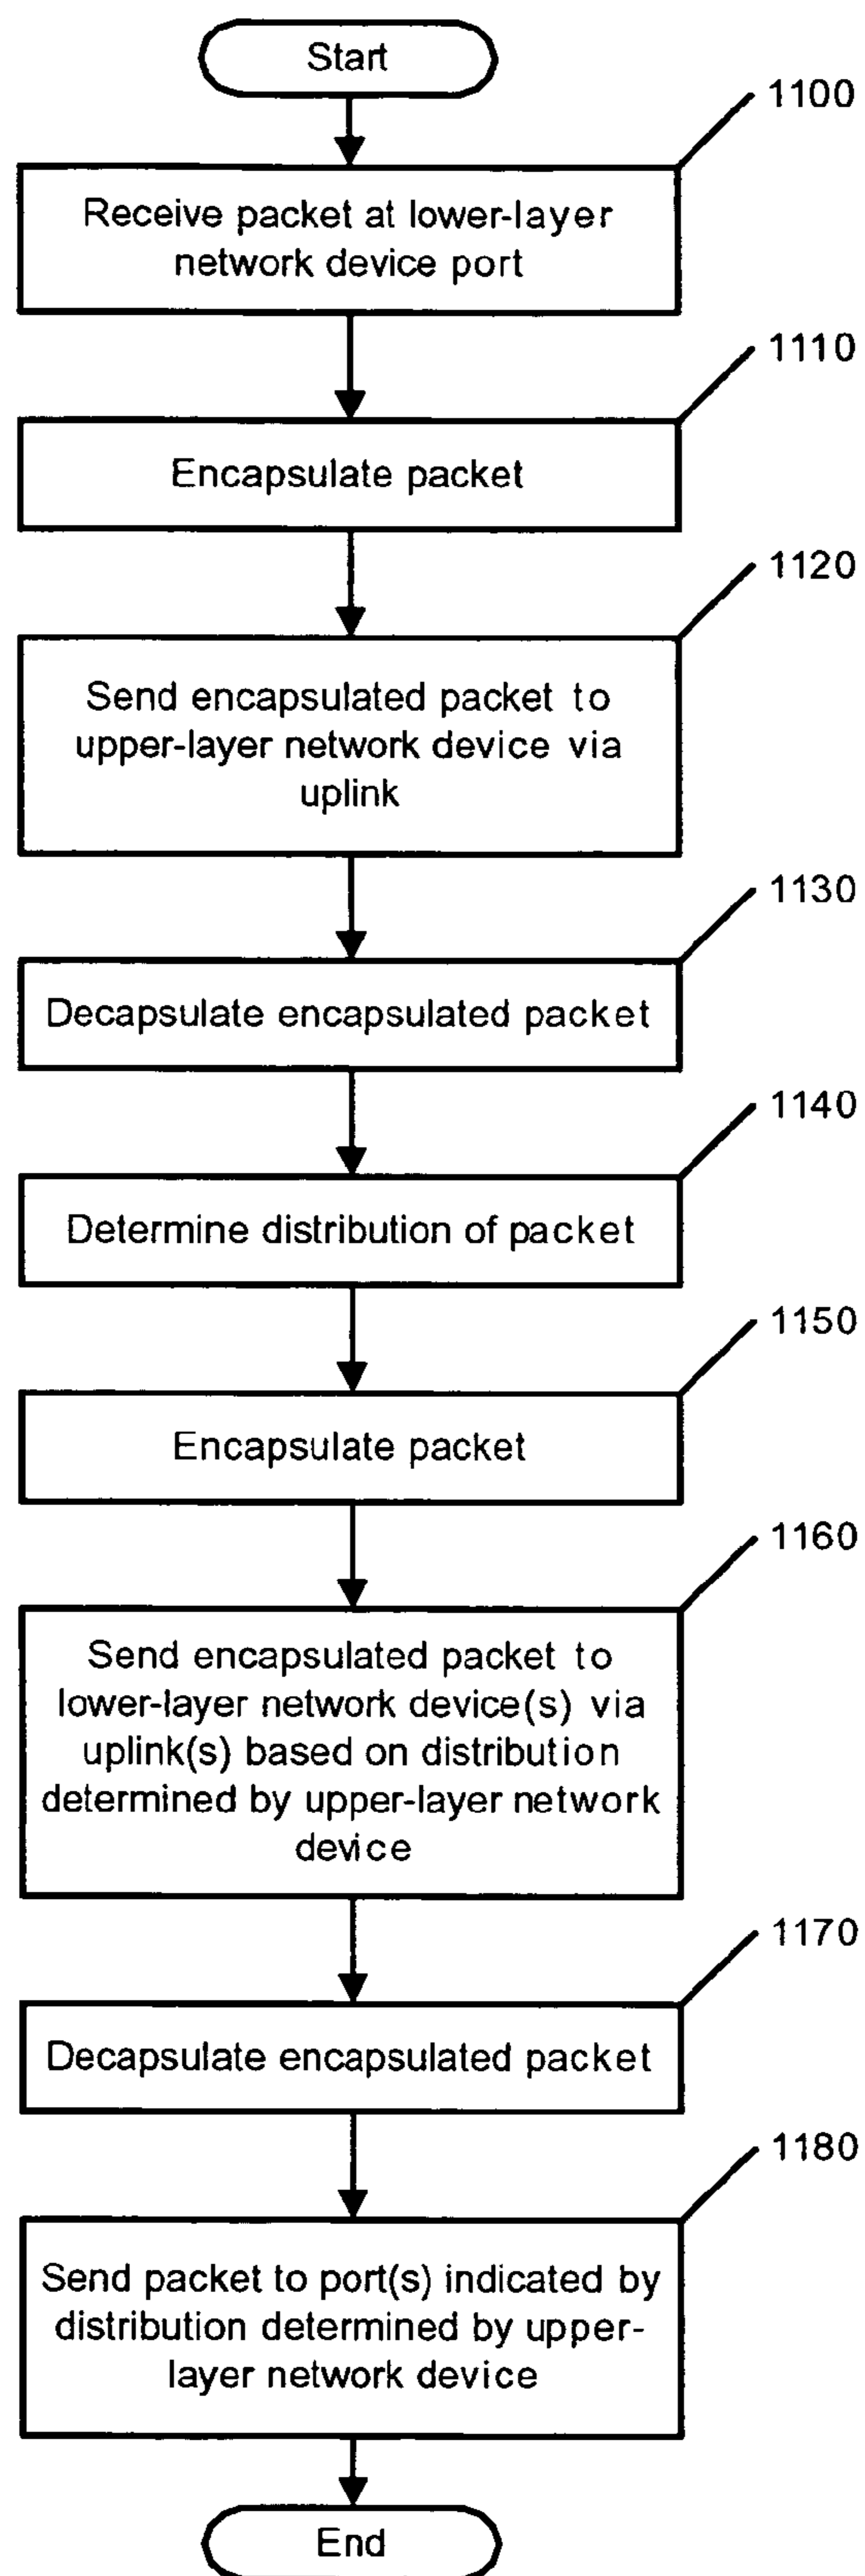 Start
1100
Receive packet at lower-layer
network device port
1110
Encapsulate packet
1120
Send encapsulated packet to
upper-layer network device via
uplink
1130
Decapsulate encapsulated packet
1140
Determine distribution of packet
1150
Encapsulate packet
1160
Send encapsulated packet to
lower-layer network device(s) via
uplink(s) based on distribution
determined by upper-layer network
device
1170
Decapsulate encapsulated packet
1180
Send packet to port(s) indicated by
distribution determined by upper-
layer network device
End